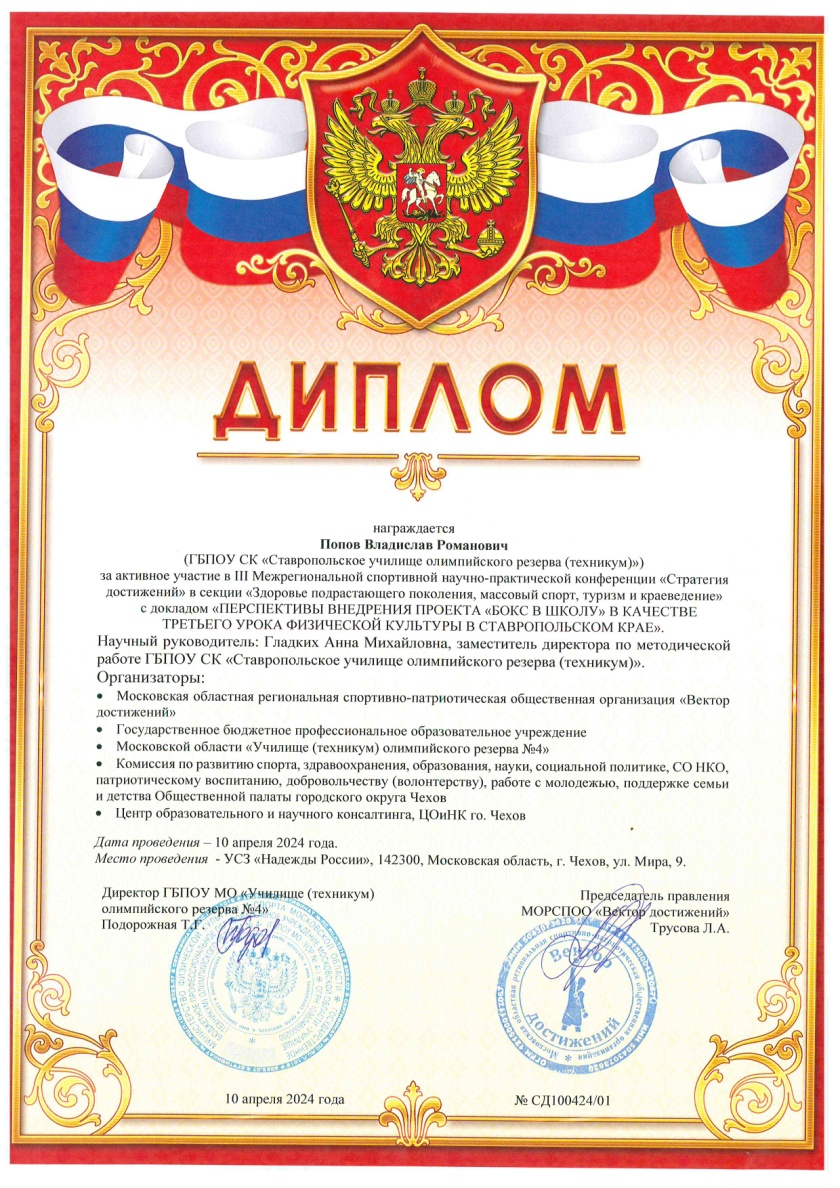 ДИПЛОМ
награждается
Попов Владислав Романович
(ГБПОУ СК «Ставропольское училище олимпийского резерва (техникум)»)
за активное участие в III Межрегиональной спортивной научно-практической конференции «Стратегия
достижений» в секции «Здоровье подрастающего поколения, массовый спорт, туризм и краеведение»
с докладом «ПЕРСПЕКТИВЫ ВНЕДРЕНИЯ ПРОЕКТА «БОКС В ШКОЛУ» В КАЧЕСТВЕ
ТРЕТЬЕГО УРОКА ФИЗИЧЕСКОЙ КУЛЬТУРЫ В СТАВРОПОЛЬСКОМ КРАЕ».
Научный руководитель: Гладких Анна Михайловна, заместитель директора по методической
работе ГБПОУ СК «Ставропольское училище олимпийского резерва (техникум)».
Организаторы:
• Московская областная региональная спортивно-патриотическая общественная организация «Вектор
достижений»
• Государственное бюджетное профессиональное образовательное учреждение
• Московской области «Училище (техникум) олимпийского резерва №4»
• Комиссия по развитию спорта, здравоохранения, образования, науки, социальной политике, СО НКО,
патриотическому воспитанию, добровольчеству (волонтерству), работе с молодежью, поддержке семьи
и детства Общественной палаты городского округа Чехов
• Центр образовательного и научного консалтинга, ЦОиНК го. Чехов
Дата проведения – 10 апреля 2024 года.
Место проведения - УСЗ «Надежды России», 142300, Московская область, г. Чехов, ул. Мира, 9.
Директор ГБПОУ МО «Училище (техникум)
олимпийского резерва №4»
Подорожная Т.Г.
Председатель правления
МОРСПОО «Вектор достижений»
Трусова Л.А.
Вектор
достижений
Московская областная региональная спортивно-патриотическая общественная организация
10 апреля 2024 года
№ СД100424/01